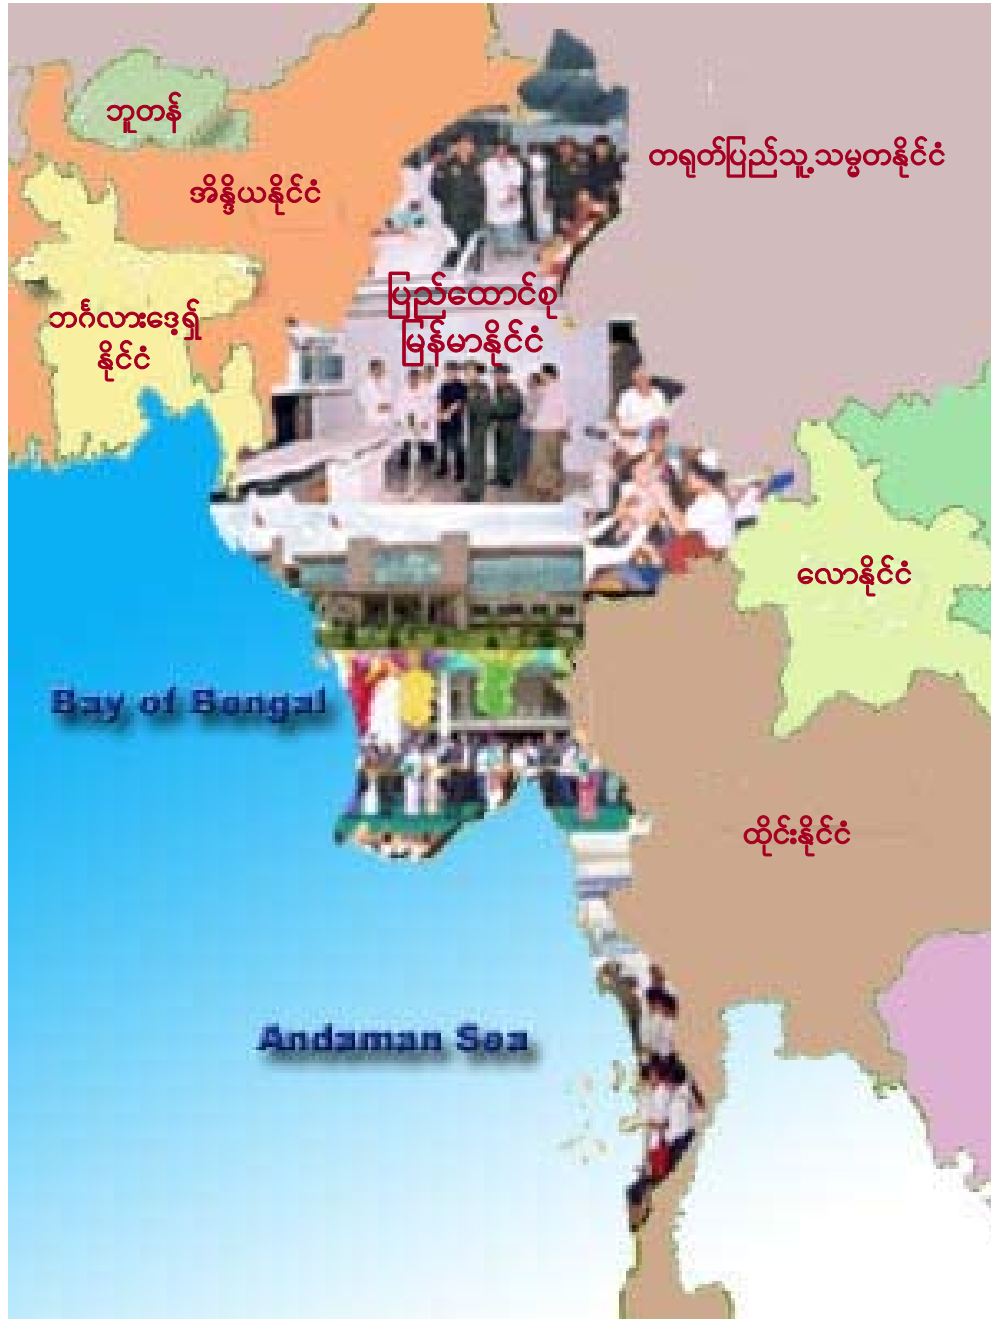 ဘူတန်
တရုတ်ပြည်သူ့သမ္မတနိုင်ငံ
အိန္ဒိယနိုင်ငံ
ပြည်ထောင်စု
မြန်မာနိုင်ငံ
ဘင်္ဂလားဒေ့ရှ်
နိုင်ငံ
လောနိုင်ငံ
Bay of Bengal
ထိုင်းနိုင်ငံ
Andaman Sea